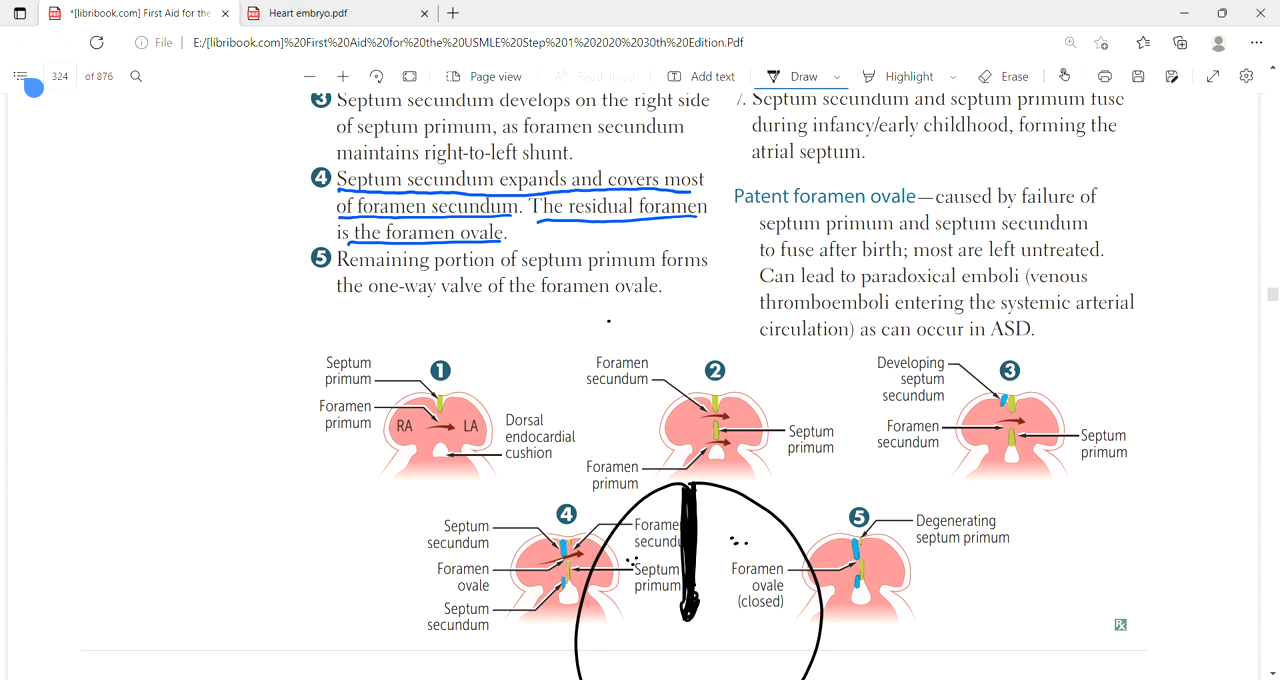 *[libribook.com] First Aid for the
Heart embryo.pdf
File
E:/[libribook.com]%20First%20Aid%20for%20the%20USMLE%20Step%201%202020%2030th%20Edition.Pdf
324
of 876
Page view
Read aloud
Add text
Draw
Highlight
Erase
3 Septum secundum develops on the right side
of septum primum, as foramen secundum
maintains right-to-left shunt.
4 Septum secundum expands and covers most
of foramen secundum. The residual foramen
is the foramen ovale.
5 Remaining portion of septum primum forms
the one-way valve of the foramen ovale.
7. Septum secundum and septum primum fuse
during infancy/early childhood, forming the
atrial septum.
Patent foramen ovale—caused by failure of
septum primum and septum secundum
to fuse after birth; most are left untreated.
Can lead to paradoxical emboli (venous
thromboemboli entering the systemic arterial
circulation) as can occur in ASD.
1
Septum
primum
Foramen
primum
RA
LA
Dorsal
endocardial
cushion
2
Foramen
secundum
Septum
primum
Foramen
primum
3
Developing
septum
secundum
Foramen
secundum
Septum
primum
4
Septum
secundum
Foramen
ovale
Septum
secundum
Forame
secundu
Septum
primum
5
Degenerating
septum primum
Foramen
ovale
(closed)
Rx